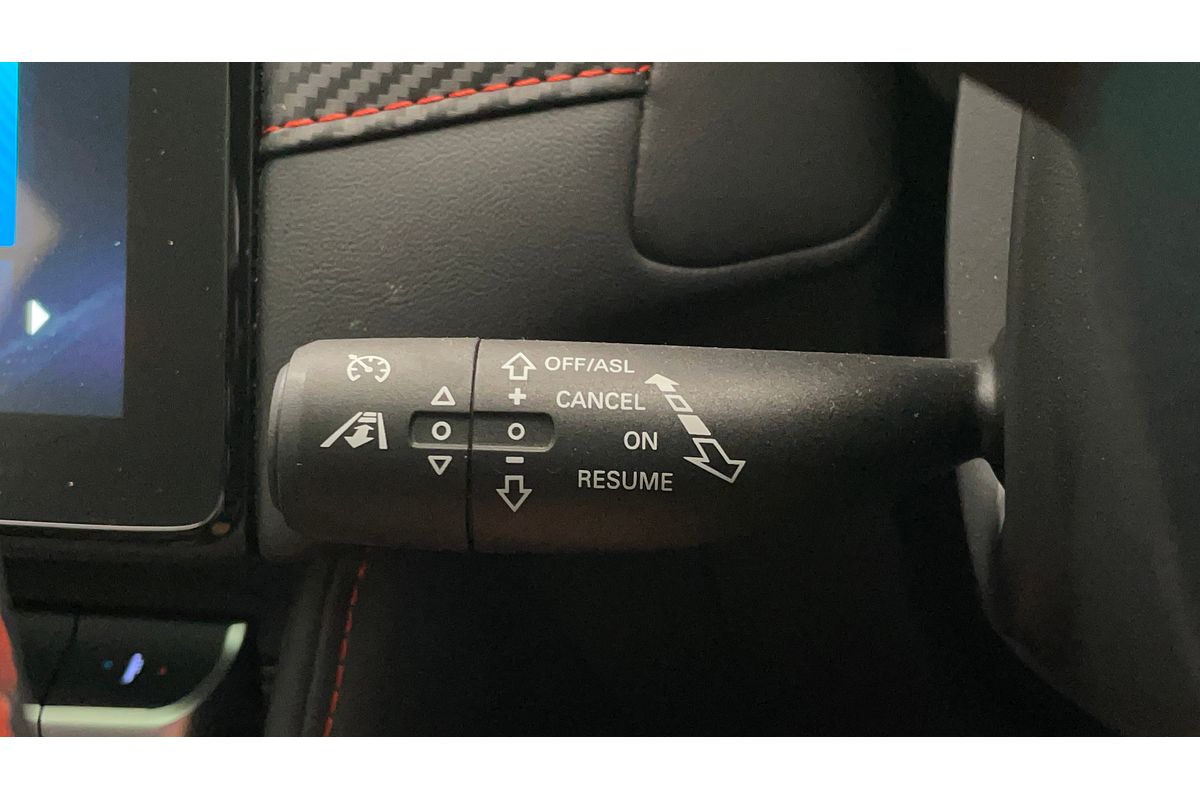 OFF/ASL
+ CANCEL
O O ON
− RESUME